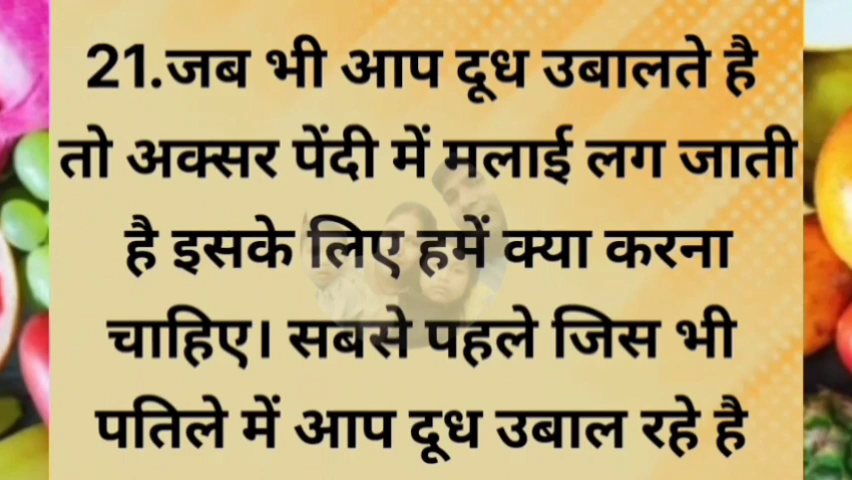 21.जब भी आप दूध उबालते है
तो अक्सर पेंदी में मलाई लग जाती
है इसके लिए हमें क्या करना
चाहिए। सबसे पहले जिस भी
पतिले में आप दूध उबाल रहे है